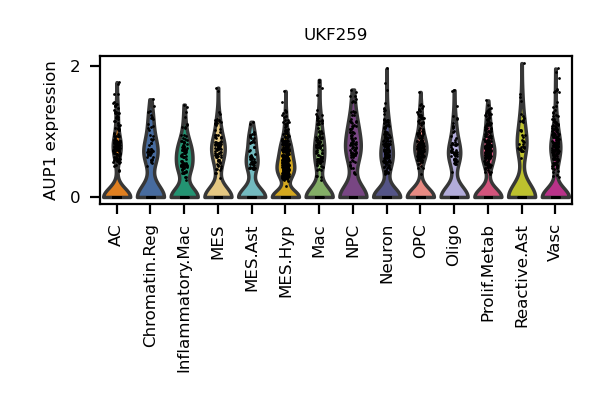 UKF259
AUP1 expression
2
0
AC
Chromatin.Reg
Inflammatory.Mac
MES
MES.Ast
MES.Hyp
Mac
NPC
Neuron
OPC
Oligo
Prolif.Metab
Reactive.Ast
Vasc